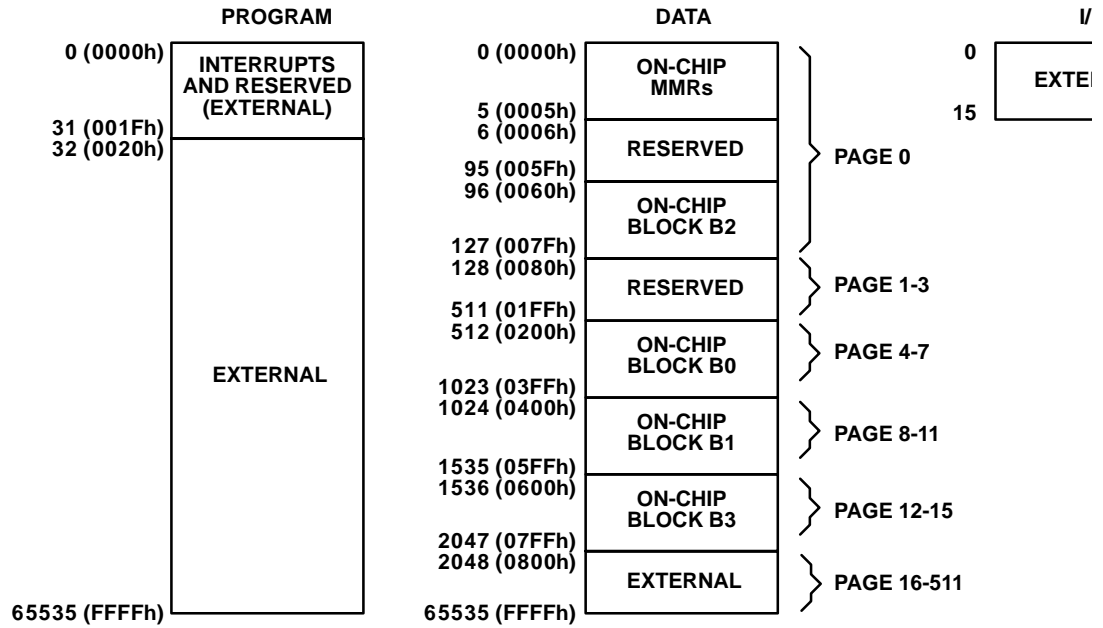 PROGRAM
0 (0000h)
INTERRUPTS
AND RESERVED
(EXTERNAL)
31 (001Fh)
32 (0020h)
EXTERNAL
65535 (FFFFh)
DATA
0 (0000h)
ON-CHIP
MMRs
5 (0005h)
6 (0006h)
RESERVED
95 (005Fh)
96 (0060h)
ON-CHIP
BLOCK B2
127 (007Fh)
128 (0080h)
RESERVED
511 (01FFh)
512 (0200h)
ON-CHIP
BLOCK B0
1023 (03FFh)
1024 (0400h)
ON-CHIP
BLOCK B1
1535 (05FFh)
1536 (0600h)
ON-CHIP
BLOCK B3
2047 (07FFh)
2048 (0800h)
EXTERNAL
65535 (FFFFh)
PAGE 0
PAGE 1-3
PAGE 4-7
PAGE 8-11
PAGE 12-15
PAGE 16-511
0
15